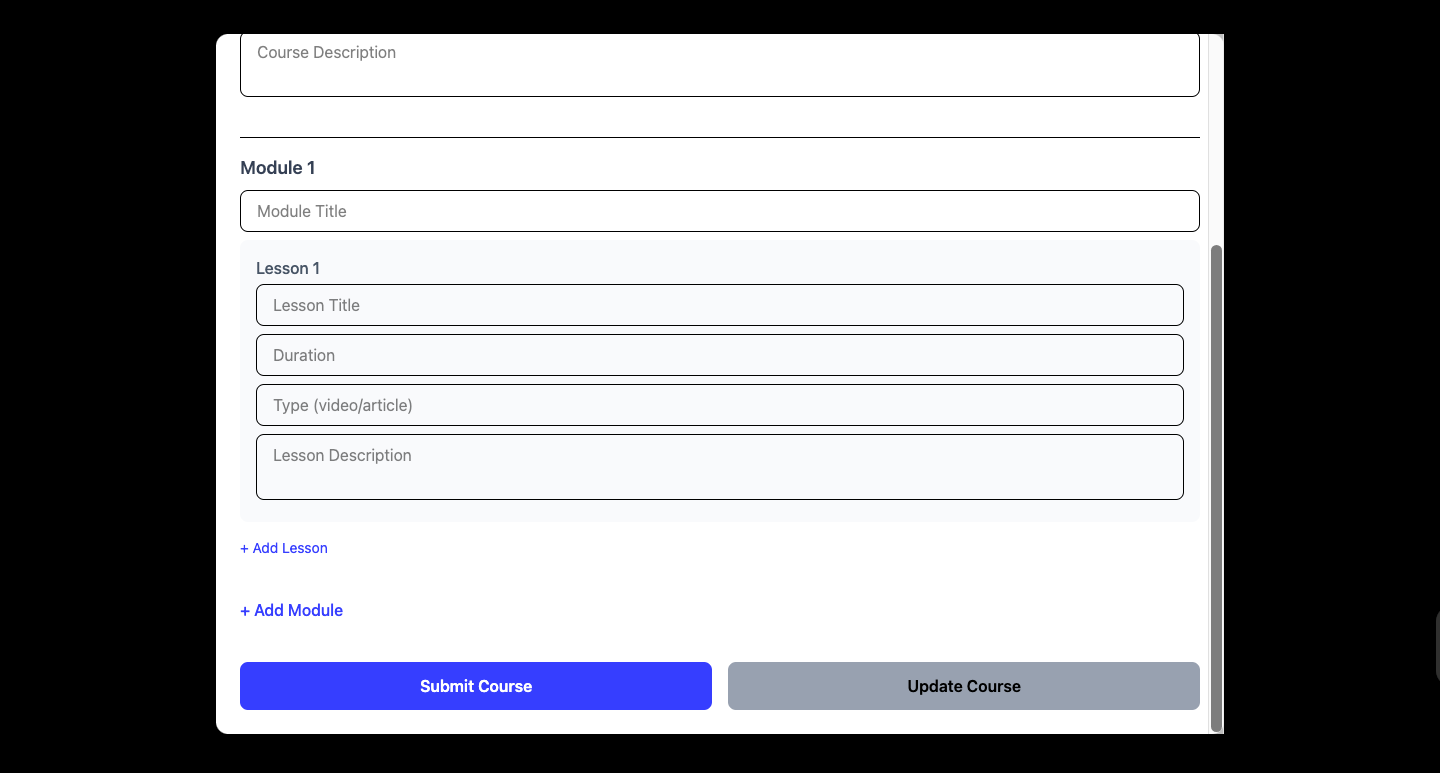 Course Description
Module 1
Module Title
Lesson 1
Lesson Title
Duration
Type (video/article)
Lesson Description
+ Add Lesson
+ Add Module
Submit Course
Update Course